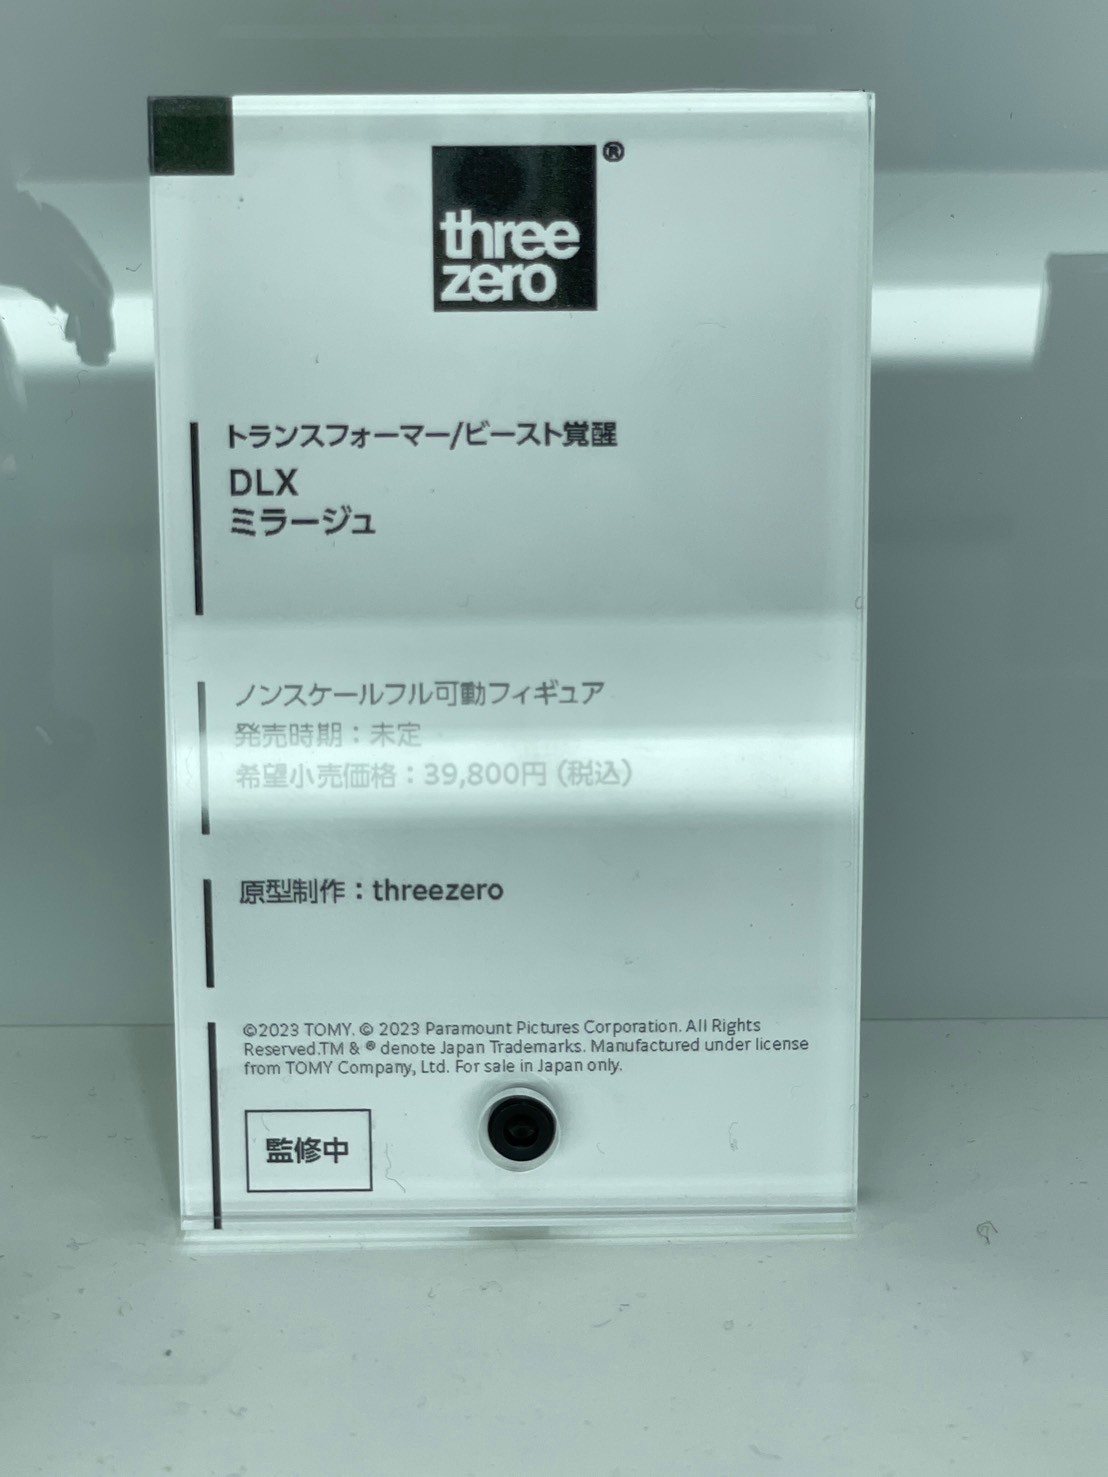 three
zero
®
トランスフォーマー/ビースト覚醒
DLX
ミラージュ
ノンスケールフル可動フィギュア
発売時期：未定
希望小売価格：39,800円（税込）
原型制作：threezero
©2023 TOMY. © 2023 Paramount Pictures Corporation. All Rights
Reserved.TM & ® denote Japan Trademarks. Manufactured under license
from TOMY Company, Ltd. For sale in Japan only.
監修中